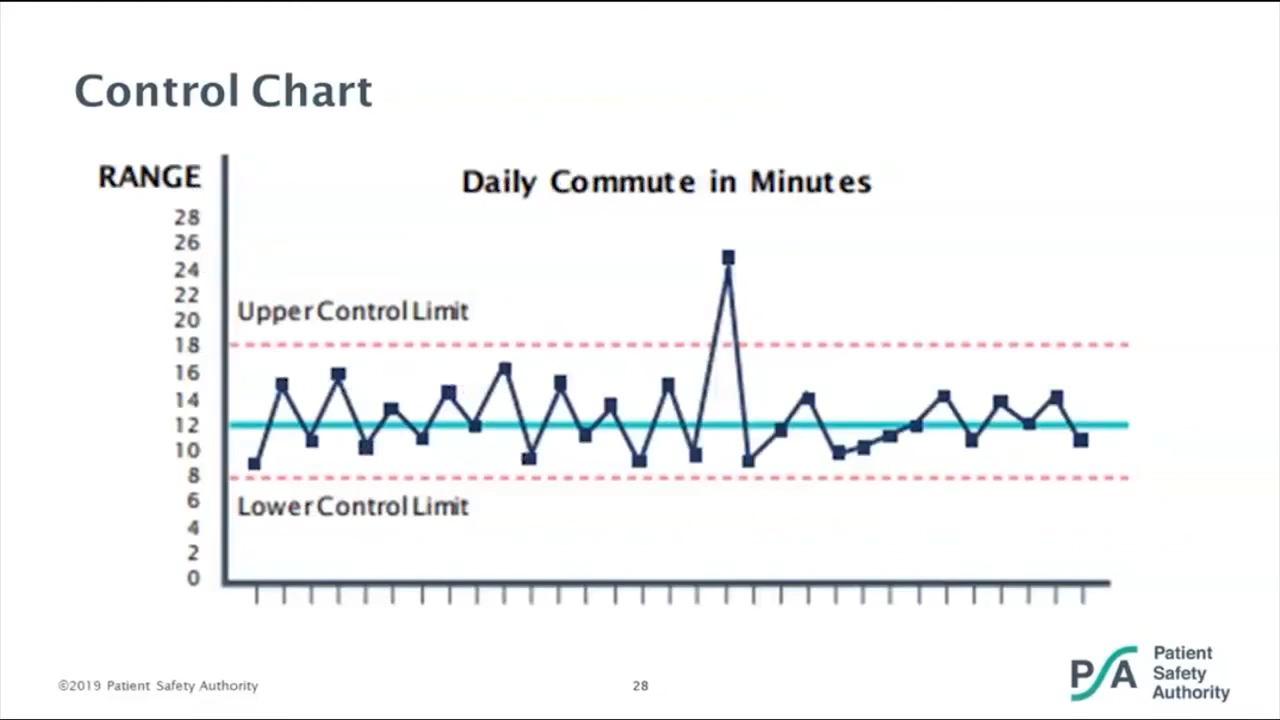 Control Chart
RANGE
Daily Commute in Minutes
28
26
24
22
20
18
16
14
12
10
8
6
4
2
0
Upper Control Limit
Lower Control Limit
©2019 Patient Safety Authority
28
PSA
Patient
Safety
Authority